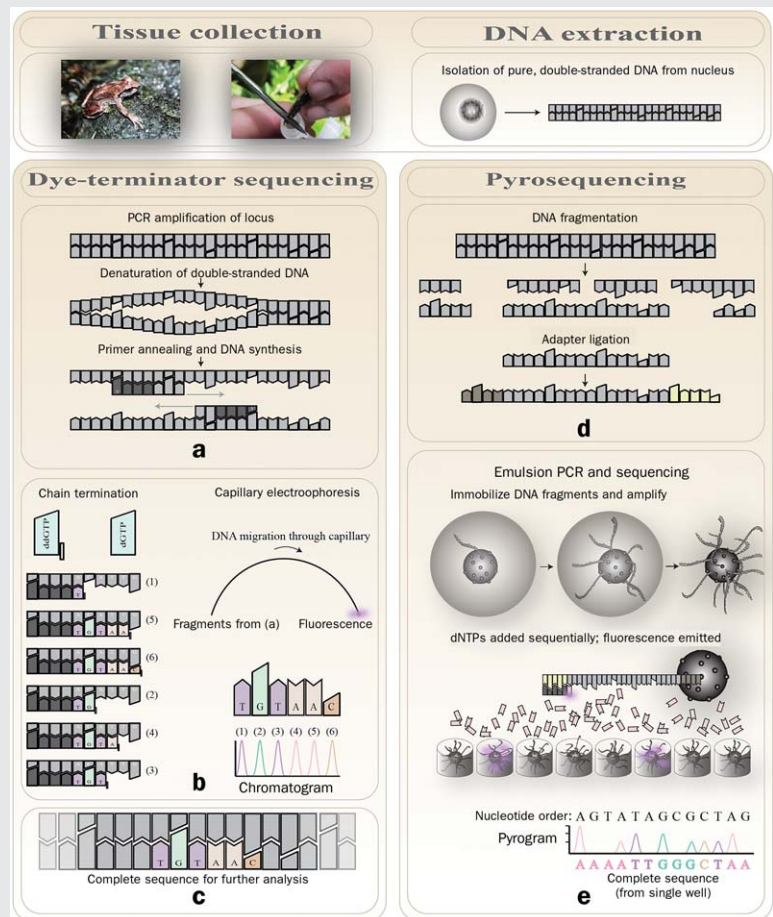 Tissue collection
DNA extraction
Isolation of pure, double-stranded DNA from nucleus
Dye-terminator sequencing
PCR amplification of locus
Denaturation of double-stranded DNA
Primer annealing and DNA synthesis
a
Chain termination
Capillary electroophoresis
ddGTP
dGTP
DNA migration through capillary
Fragments from (a)
Fluorescence
T
(1)
T G T A A
(5)
T G T A A C
(6)
T G
(2)
T G T A
(4)
T G T
(3)
T G T A A C
(1) (2) (3) (4) (5) (6)
Chromatogram
b
T G T A A C
Complete sequence for further analysis
c
Pyrosequencing
DNA fragmentation
Adapter ligation
d
Emulsion PCR and sequencing
Immobilize DNA fragments and amplify
dNTPs added sequentially; fluorescence emitted
Nucleotide order: A G T A T A G C G C T A G
Pyrogram
A A A A T T G G G C T A A
Complete sequence
(from single well)
e